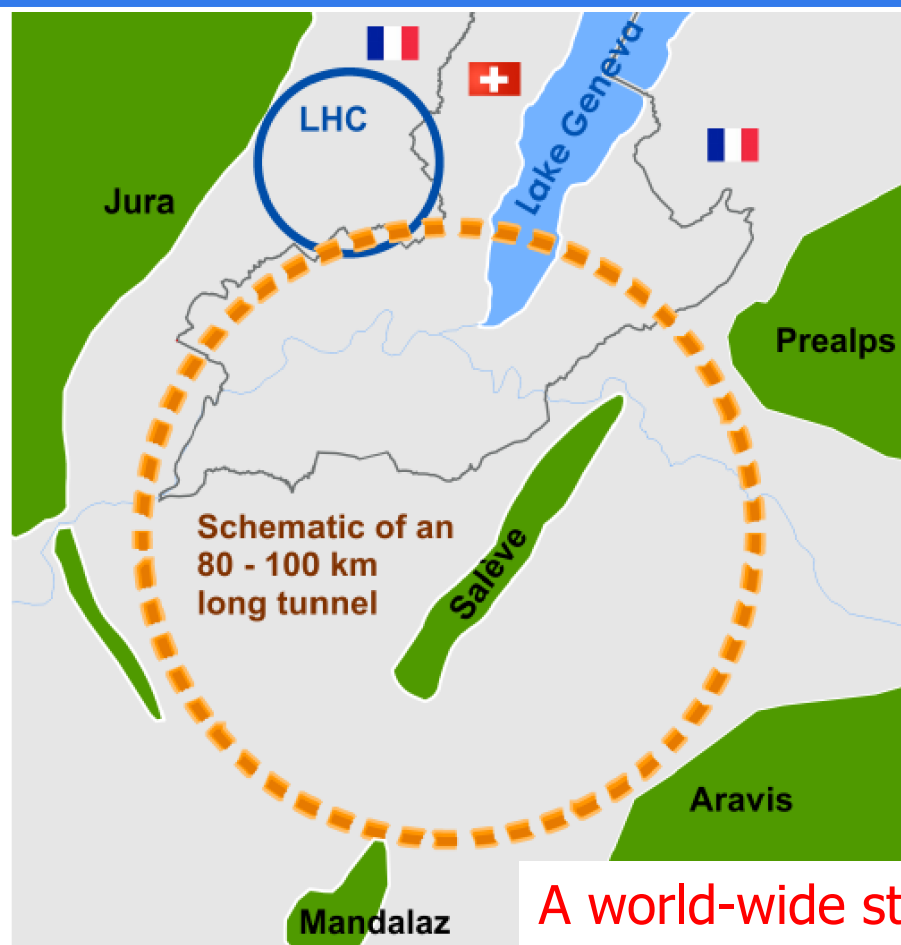 LHC
Lake Geneva
Jura
Prealps
Schematic of an
80 - 100 km
long tunnel
Salève
Aravis
Mandalaz
A world-wide st